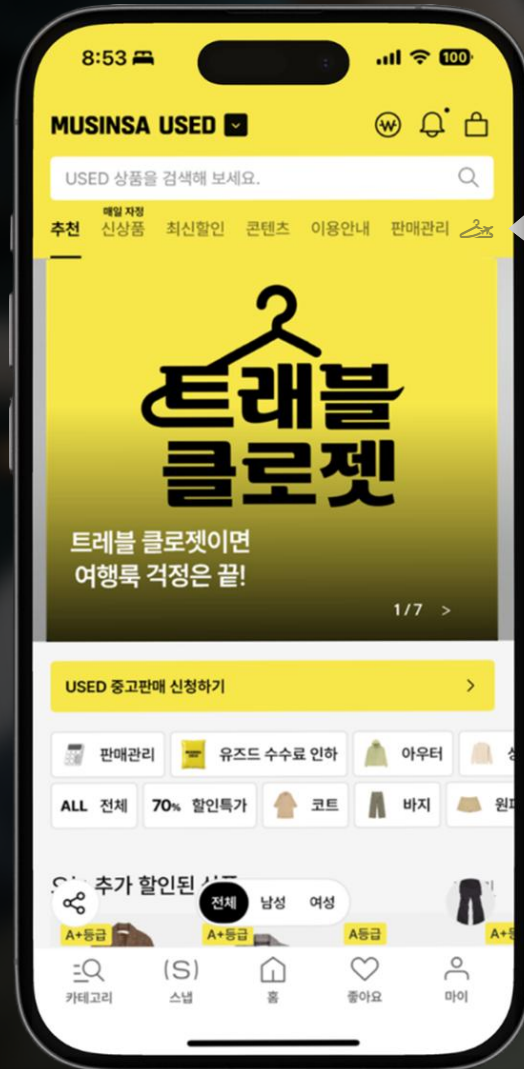 8:53
100
MUSINSA USED
USED 상품을 검색해 보세요.
매일 자정
추천 신상품 최신할인 콘텐츠 이용안내 판매관리
트래블
클로젯
트레블 클로젯이면
여행룩 걱정은 끝!
1/7 >
USED 중고판매 신청하기 >
판매관리 유즈드 수수료 인하 아우터
ALL 전체 70% 할인특가 코트 바지
추가 할인된
전체 남성 여성
A+등급 A+등급 A등급
카테고리 스냅 홈 좋아요 마이